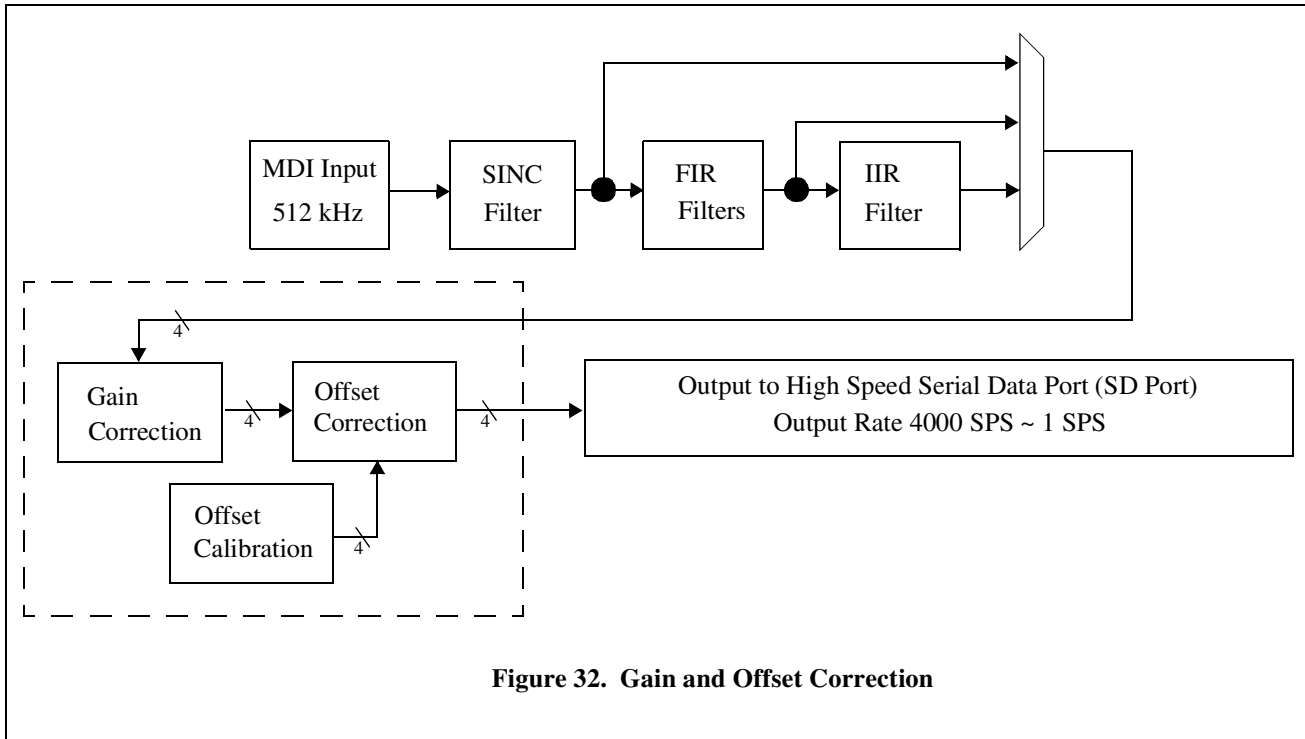 MDI Input
512 kHz
SINC
Filter
FIR
Filters
IIR
Filter
4
Gain
Correction
4
Offset
Correction
4
Output to High Speed Serial Data Port (SD Port)
Output Rate 4000 SPS ~ 1 SPS
Offset
Calibration
4
Figure 32. Gain and Offset Correction